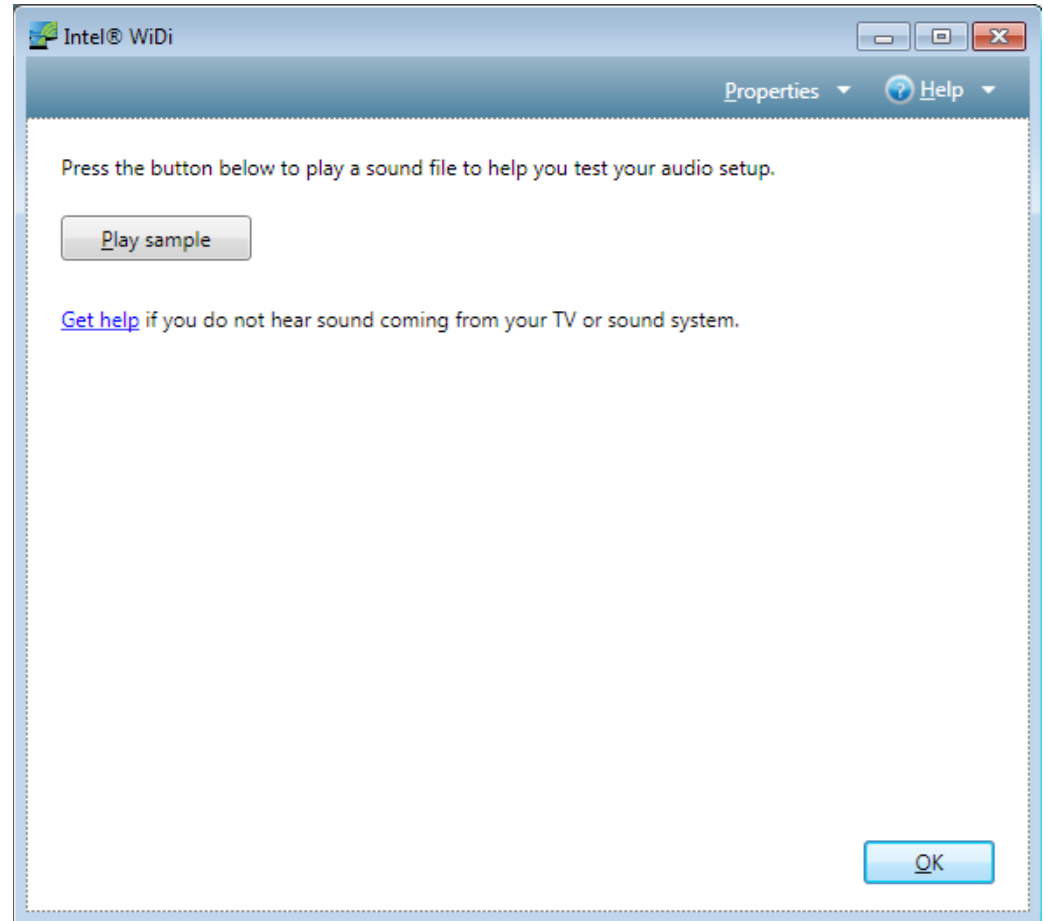 Intel® WiDi
Properties Help
Press the button below to play a sound file to help you test your audio setup.
Play sample
Get help if you do not hear sound coming from your TV or sound system.
OK